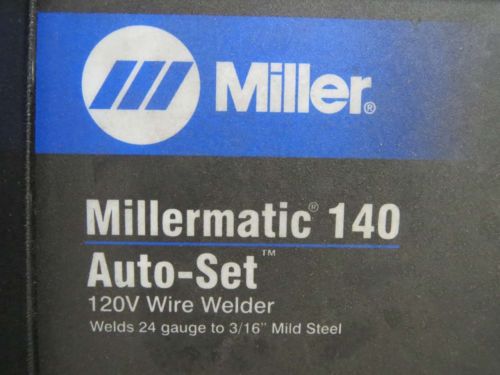 Miller®
Millermatic® 140
Auto-Set™
120V Wire Welder
Welds 24 gauge to 3/16" Mild Steel